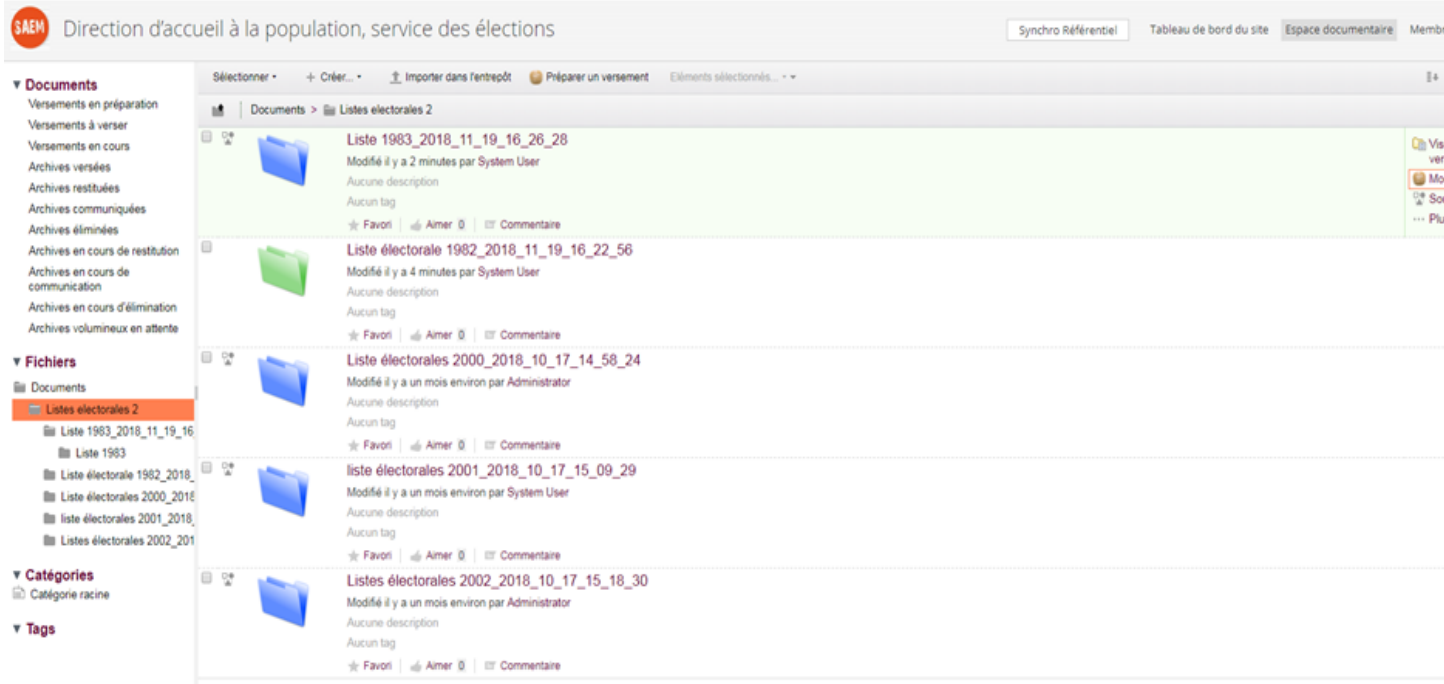 SAEM Direction d'accueil à la population, service des élections
Synchro Référentiel Tableau de bord du site Espace documentaire
Sélectionner Créer... Importer dans l'entrepôt Préparer un versement Eléments sélectionnés...
Documents > Listes electorales 2
Documents
Versements en préparation
Versements à verser
Versements en cours
Archives versées
Archives restituées
Archives communiquées
Archives éliminées
Archives en cours de restitution
Archives en cours de
communication
Archives en cours d'élimination
Archives volumineux en attente
Fichiers
Documents
Listes electorales 2
Liste 1983_2018_11_19_16
Liste 1983
Liste électorale 1982_2018_
Liste électorales 2000_2018
liste électorales 2001_2018_
Listes électorales 2002_201
Catégories
Catégorie racine
Tags
Liste 1983_2018_11_19_16_26_28
Modifié il y a 2 minutes par System User
Aucune description
Aucun tag
Favori Aimer 0 Commentaire
Liste électorale 1982_2018_11_19_16_22_56
Modifié il y a 4 minutes par System User
Aucune description
Aucun tag
Favori Aimer 0 Commentaire
Liste électorales 2000_2018_10_17_14_58_24
Modifié il y a un mois environ par Administrator
Aucune description
Aucun tag
Favori Aimer 0 Commentaire
liste électorales 2001_2018_10_17_15_09_29
Modifié il y a un mois environ par System User
Aucune description
Aucun tag
Favori Aimer 0 Commentaire
Listes électorales 2002_2018_10_17_15_18_30
Modifié il y a un mois environ par Administrator
Aucune description
Aucun tag
Favori Aimer 0 Commentaire